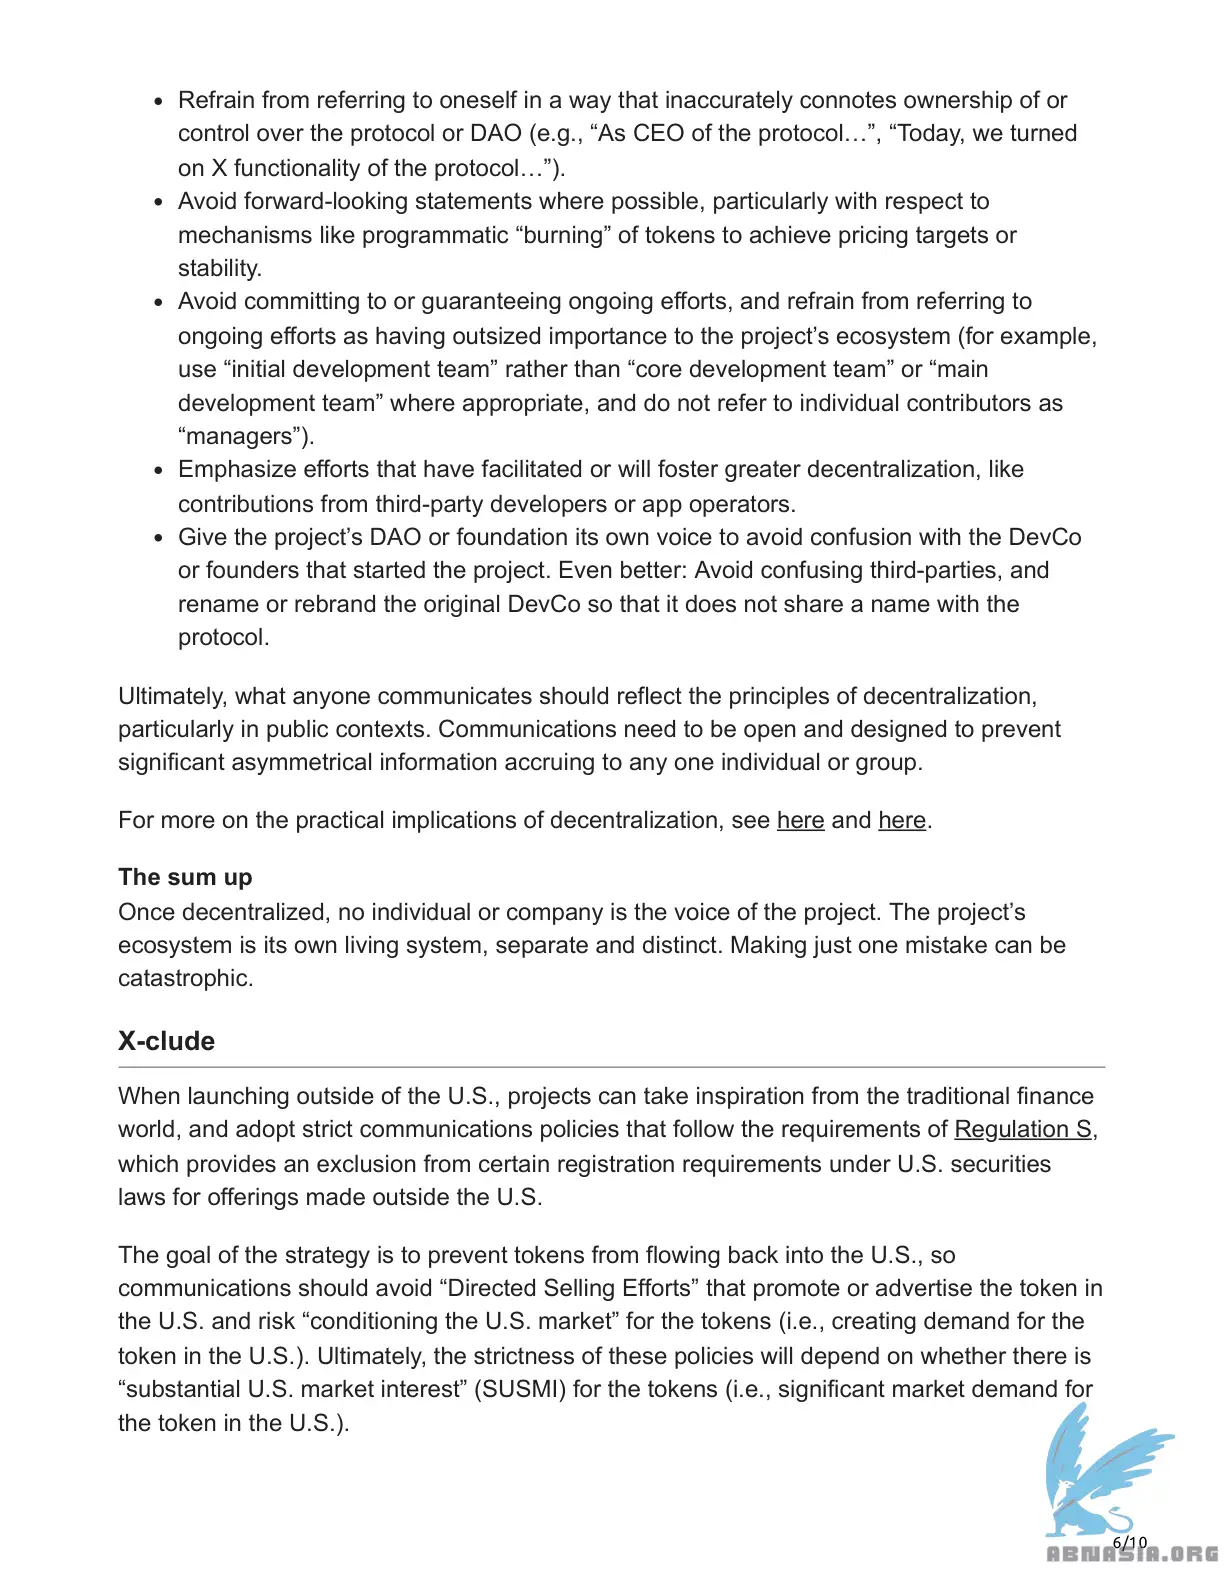 • Refrain from referring to oneself in a way that inaccurately connotes ownership of or
control over the protocol or DAO (e.g., “As CEO of the protocol…”, “Today, we turned
on X functionality of the protocol…”).
• Avoid forward-looking statements where possible, particularly with respect to
mechanisms like programmatic “burning” of tokens to achieve pricing targets or
stability.
• Avoid committing to or guaranteeing ongoing efforts, and refrain from referring to
ongoing efforts as having outsized importance to the project’s ecosystem (for example,
use “initial development team” rather than “core development team” or “main
development team” where appropriate, and do not refer to individual contributors as
“managers”).
• Emphasize efforts that have facilitated or will foster greater decentralization, like
contributions from third-party developers or app operators.
• Give the project’s DAO or foundation its own voice to avoid confusion with the DevCo
or founders that started the project. Even better: Avoid confusing third-parties, and
rename or rebrand the original DevCo so that it does not share a name with the
protocol.
Ultimately, what anyone communicates should reflect the principles of decentralization,
particularly in public contexts. Communications need to be open and designed to prevent
significant asymmetrical information accruing to any one individual or group.
For more on the practical implications of decentralization, see here and here.
The sum up
Once decentralized, no individual or company is the voice of the project. The project’s
ecosystem is its own living system, separate and distinct. Making just one mistake can be
catastrophic.
X-clude
When launching outside of the U.S., projects can take inspiration from the traditional finance
world, and adopt strict communications policies that follow the requirements of Regulation S,
which provides an exclusion from certain registration requirements under U.S. securities
laws for offerings made outside the U.S.
The goal of the strategy is to prevent tokens from flowing back into the U.S., so
communications should avoid “Directed Selling Efforts” that promote or advertise the token in
the U.S. and risk “conditioning the U.S. market” for the tokens (i.e., creating demand for the
token in the U.S.). Ultimately, the strictness of these policies will depend on whether there is
“substantial U.S. market interest” (SUSMI) for the tokens (i.e., significant market demand for
the token in the U.S.).
6/10
ABNASIA.ORG